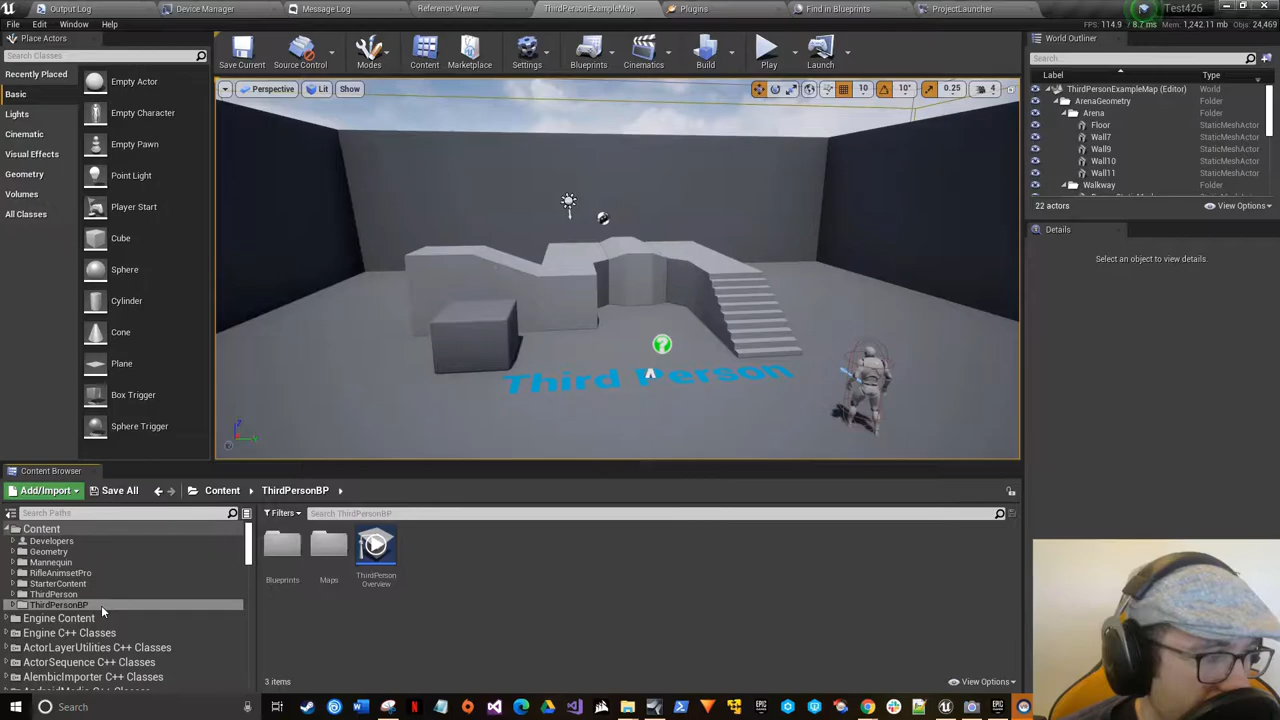 Output Log
Device Manager
Message Log
Reference Viewer
ThirdPersonExampleMap
Plugins
Find in Blueprints
ProjectLauncher
Test426
File Edit Window Help
FPS: 114.9 / 8.7 ms Mem: 1,242.11 mb Objs: 24,469
Place Actors
Search Classes
Recently Placed
Basic
Lights
Cinematic
Visual Effects
Geometry
Volumes
All Classes
Empty Actor
Empty Character
Empty Pawn
Point Light
Player Start
Cube
Sphere
Cylinder
Cone
Plane
Box Trigger
Sphere Trigger
Save Current
Source Control
Modes
Content
Marketplace
Settings
Blueprints
Cinematics
Build
Play
Launch
Perspective
Lit
Show
10
10°
0.25
4
Third Person
World Outliner
Search...
Label Type
ThirdPersonExampleMap (Editor) World
ArenaGeometry Folder
Arena Folder
Floor StaticMeshActor
Wall7 StaticMeshActor
Wall9 StaticMeshActor
Wall10 StaticMeshActor
Wall11 StaticMeshActor
Walkway Folder
22 actors
View Options
Details
Select an object to view details.
Content Browser
Add/Import
Save All
Content
ThirdPersonBP
Search Paths
Filters
Search ThirdPersonBP
Content
Developers
Geometry
Mannequin
RifleAnimsetPro
StarterContent
ThirdPerson
ThirdPersonBP
Engine Content
Engine C++ Classes
ActorLayerUtilities C++ Classes
ActorSequence C++ Classes
AlembicImporter C++ Classes
Blueprints
Maps
ThirdPerson
Overview
3 items
View Options
Search